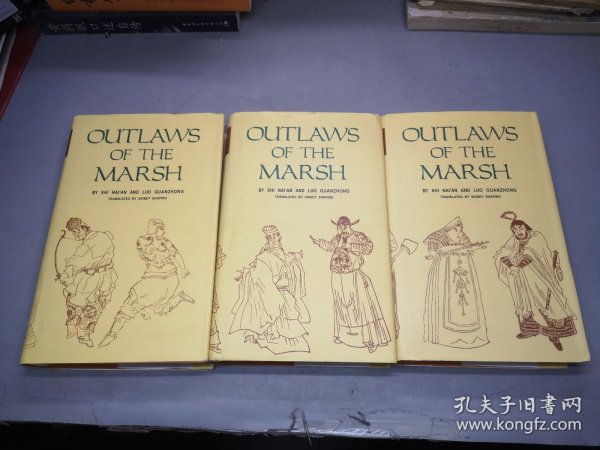 OUTLAWS
OF THE
MARSH
BY SHI NAI'AN AND LUO GUANZHONG
TRANSLATED BY SIDNEY SHAPIRO
OUTLAWS
OF THE
MARSH
BY SHI NAI'AN AND LUO GUANZHONG
TRANSLATED BY SIDNEY SHAPIRO
OUTLAWS
OF THE
MARSH
BY SHI NAI'AN AND LUO GUANZHONG
TRANSLATED BY SIDNEY SHAPIRO
孔夫子旧书网
www.kongfz.com